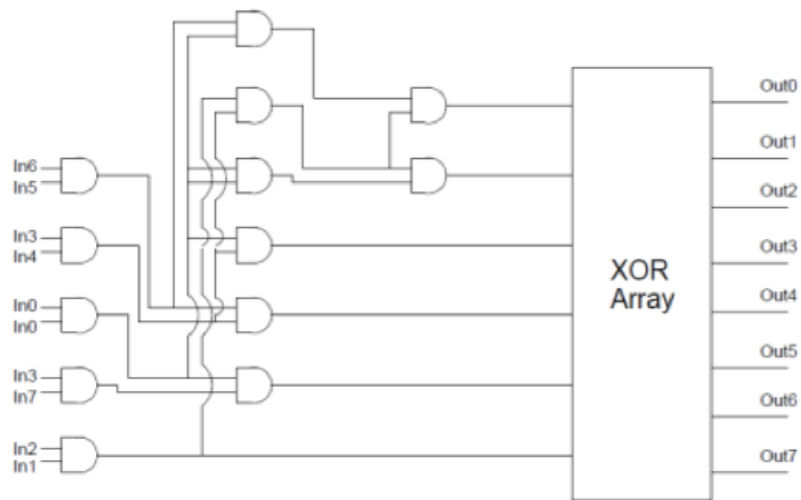 In6
In5
In3
In4
In0
In0
In3
In7
In2
In1
XOR
Array
Out0
Out1
Out2
Out3
Out4
Out5
Out6
Out7